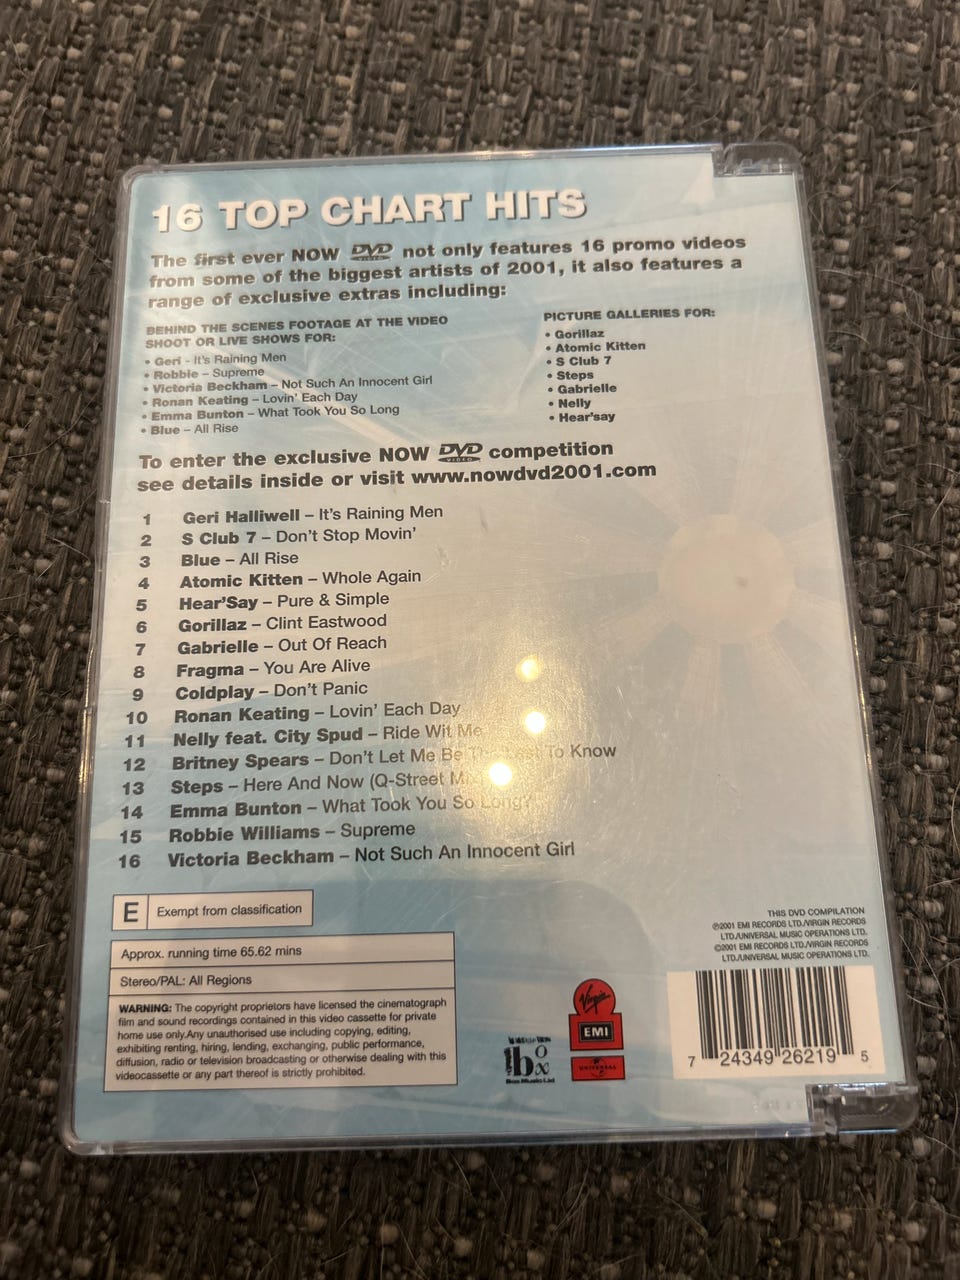 16 TOP CHART HITS
The first ever NOW DVD VIDEO not only features 16 promo videos
from some of the biggest artists of 2001, it also features a
range of exclusive extras including:
BEHIND THE SCENES FOOTAGE AT THE VIDEO
SHOOT OR LIVE SHOWS FOR:
• Geri - It's Raining Men
• Robbie – Supreme
• Victoria Beckham – Not Such An Innocent Girl
• Ronan Keating – Lovin' Each Day
• Emma Bunton – What Took You So Long
• Blue – All Rise
PICTURE GALLERIES FOR:
• Gorillaz
• Atomic Kitten
• S Club 7
• Steps
• Gabrielle
• Nelly
• Hear'say
To enter the exclusive NOW DVD VIDEO competition
see details inside or visit www.nowdvd2001.com
1 Geri Halliwell – It's Raining Men
2 S Club 7 – Don't Stop Movin'
3 Blue – All Rise
4 Atomic Kitten – Whole Again
5 Hear'Say – Pure & Simple
6 Gorillaz – Clint Eastwood
7 Gabrielle – Out Of Reach
8 Fragma – You Are Alive
9 Coldplay – Don't Panic
10 Ronan Keating – Lovin' Each Day
11 Nelly feat. City Spud – Ride Wit Me
12 Britney Spears – Don't Let Me Be The Last To Know
13 Steps – Here And Now (Q-Street
14 Emma Bunton – What Took You So Long?
15 Robbie Williams – Supreme
16 Victoria Beckham – Not Such An Innocent Girl
E Exempt from classification
Approx. running time 65.62 mins
Stereo/PAL: All Regions
WARNING: The copyright proprietors have licensed the cinematograph
film and sound recordings contained in this video cassette for private
home use only.Any unauthorised use including copying, editing,
exhibiting renting, hiring, lending, exchanging, public performance,
diffusion, radio or television broadcasting or otherwise dealing with this
videocassette or any part thereof is strictly prohibited.
THIS DVD COMPILATION
℗2001 EMI RECORDS LTD./VIRGIN RECORDS
LTD./UNIVERSAL MUSIC OPERATIONS LTD.
©2001 EMI RECORDS LTD./VIRGIN RECORDS
LTD./UNIVERSAL MUSIC OPERATIONS LTD.
box
Box Music Ltd
Virgin
EMI
UNIVERSAL
7 24349 26219 5